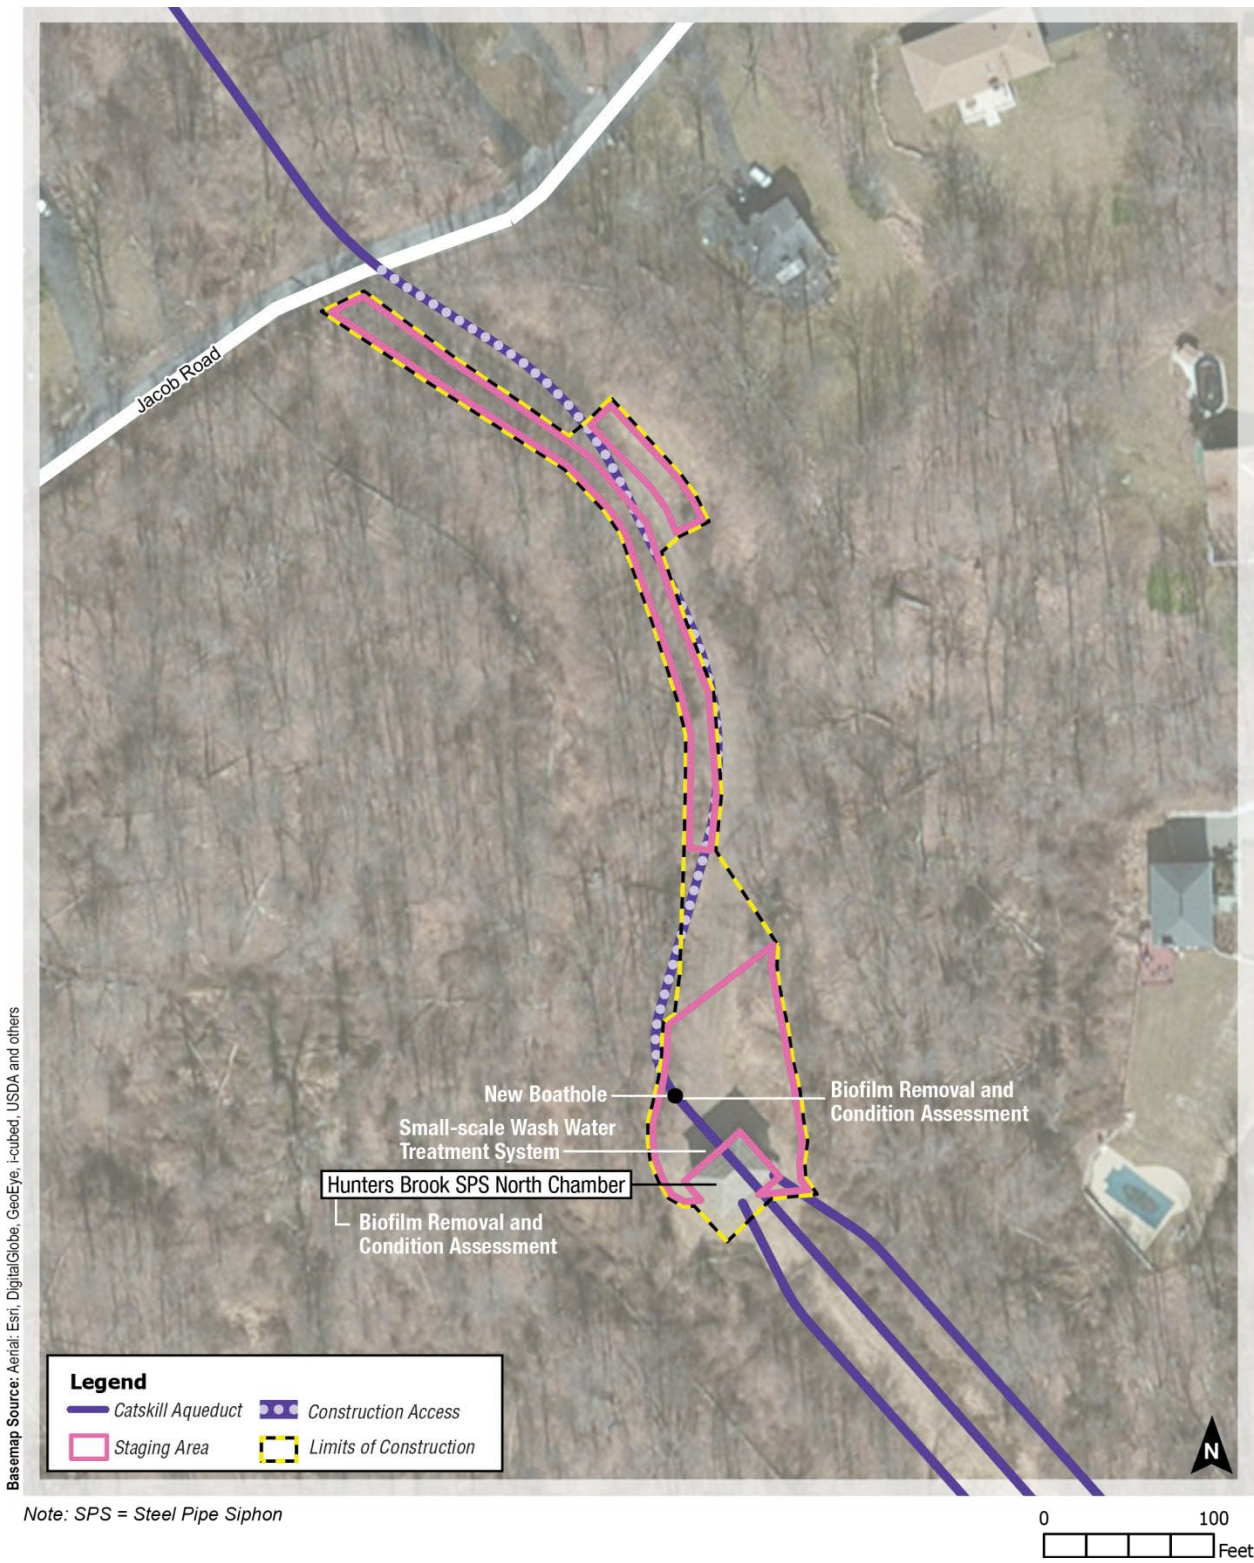 Jacob Road
New Boathole
Biofilm Removal and
Condition Assessment
Small-scale Wash Water
Treatment System
Hunters Brook SPS North Chamber
Biofilm Removal and
Condition Assessment
Basemap Source: Aerial: Esri, DigitalGlobe, GeoEye, i-cubed, USDA and others
Legend
Catskill Aqueduct
Construction Access
Staging Area
Limits of Construction
N
Note: SPS = Steel Pipe Siphon
0 100
Feet